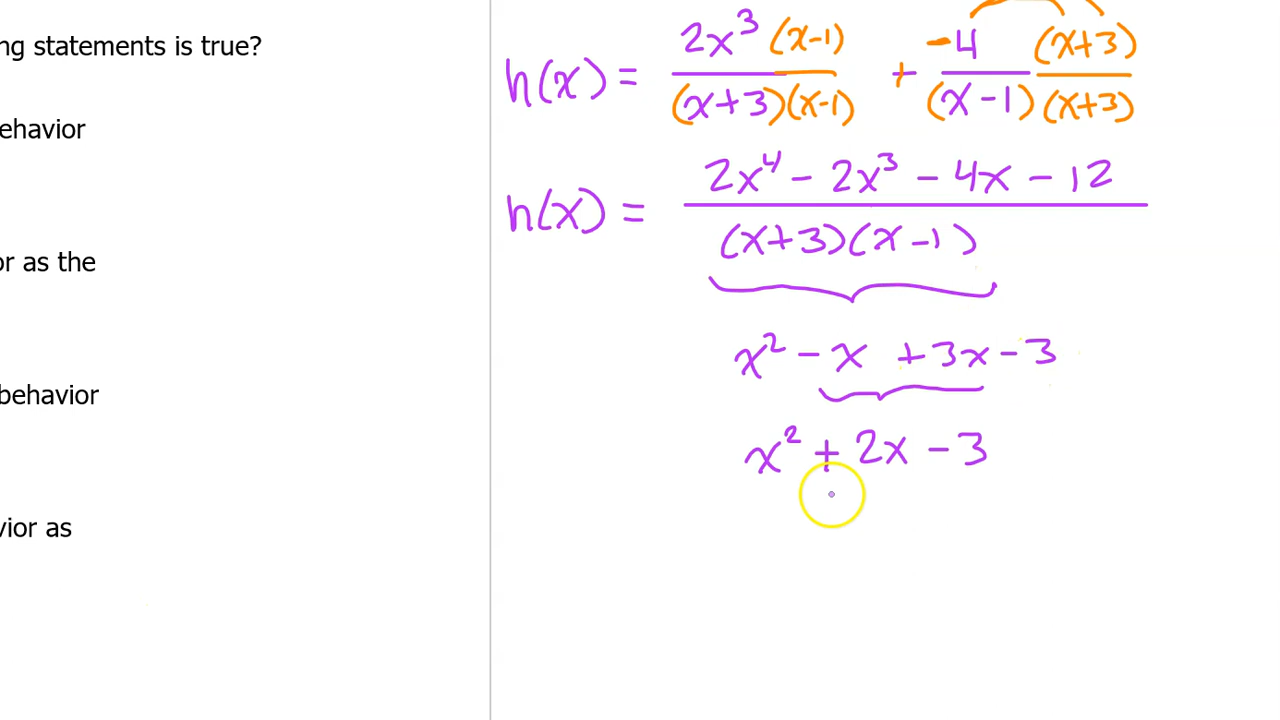 ng statements is true?
ehavior
or as the
behavior
vior as
h(x) = 2x³ (x-1) / (x+3)(x-1) + -4 (x+3) / (x-1)(x+3)
h(x) = 2x⁴ - 2x³ - 4x - 12 / (x+3)(x-1)
x² - x + 3x - 3
x² + 2x - 3